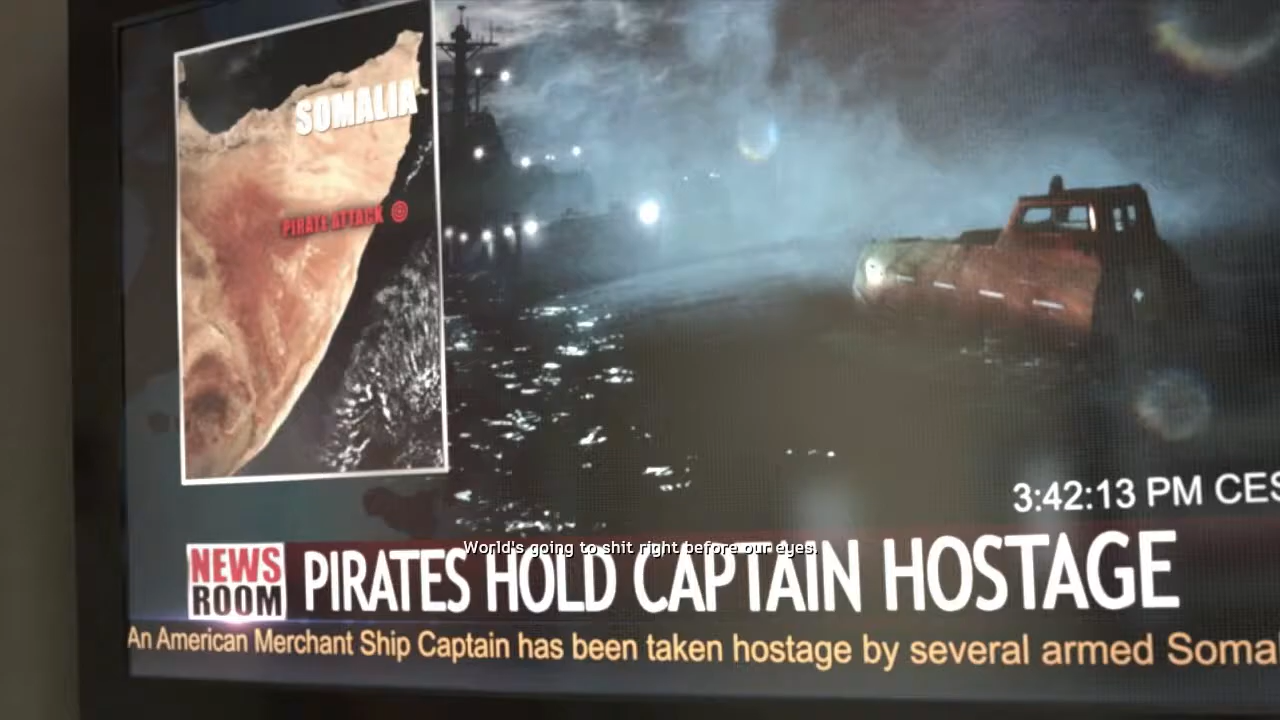 SOMALIA
PIRATE ATTACK
3:42:13 PM CES
World's going to shit right before our eyes.
NEWS
ROOM
PIRATES HOLD CAPTAIN HOSTAGE
An American Merchant Ship Captain has been taken hostage by several armed Soma